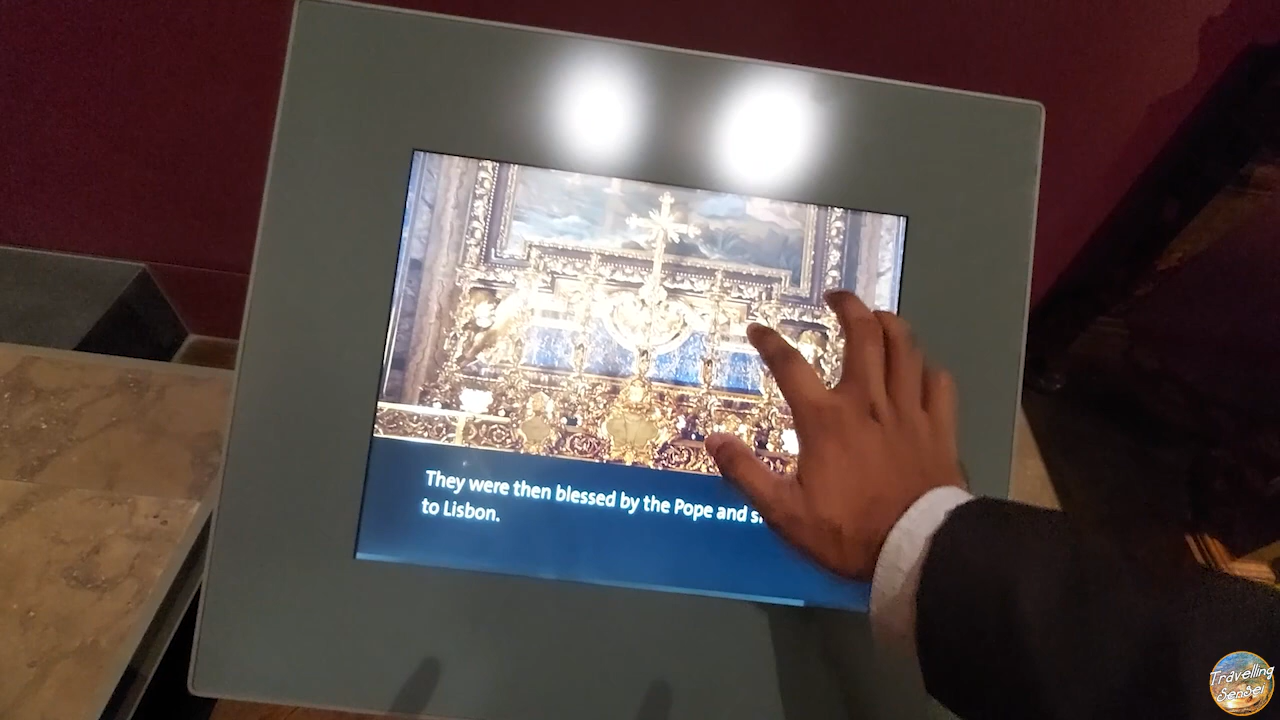 They were then blessed by the Pope and
to Lisbon.
Travelling
Sensei